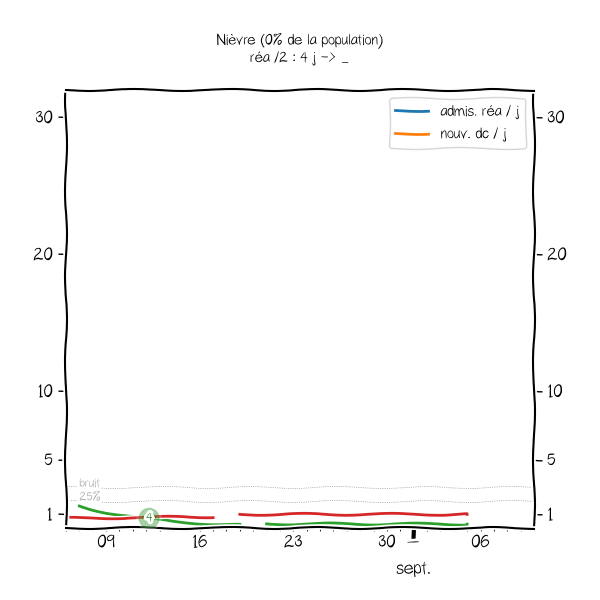 Nièvre (0% de la population)
réa /2 : 4 j -> _
admis. réa / j
nouv. dc / j
30
30
20
20
10
10
5
5
bruit
25%
1
4
1
09 16 23 30 _ 06
sept.